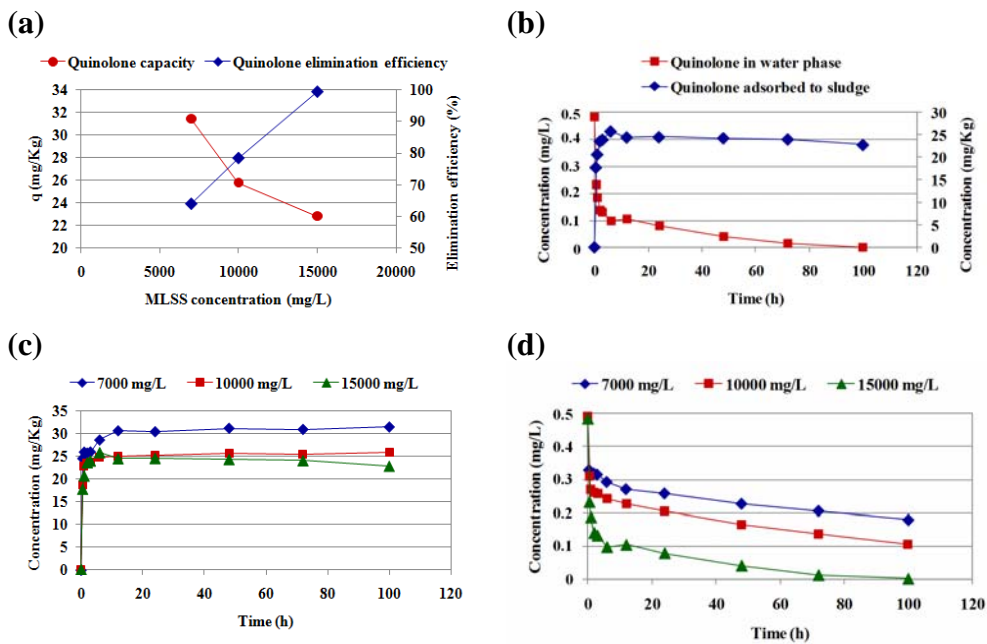 (a)
Quinolone capacity
Quinolone elimination efficiency
q (mg/Kg)
34
32
30
28
26
24
22
20
100
90
80
70
60
50
Elimination efficiency (%)
0
5000
10000
15000
20000
MLSS concentration (mg/L)
(b)
Quinolone in water phase
Quinolone adsorbed to sludge
Concentration (mg/L)
0.5
0.4
0.3
0.2
0.1
0
30
25
20
15
10
5
0
Concentration (mg/Kg)
0
20
40
60
80
100
120
Time (h)
(c)
7000 mg/L
10000 mg/L
15000 mg/L
Concentration (mg/Kg)
35
30
25
20
15
10
5
0
0
20
40
60
80
100
120
Time (h)
(d)
7000 mg/L
10000 mg/L
15000 mg/L
Concentration (mg/L)
0.5
0.4
0.3
0.2
0.1
0
0
20
40
60
80
100
120
Time (h)